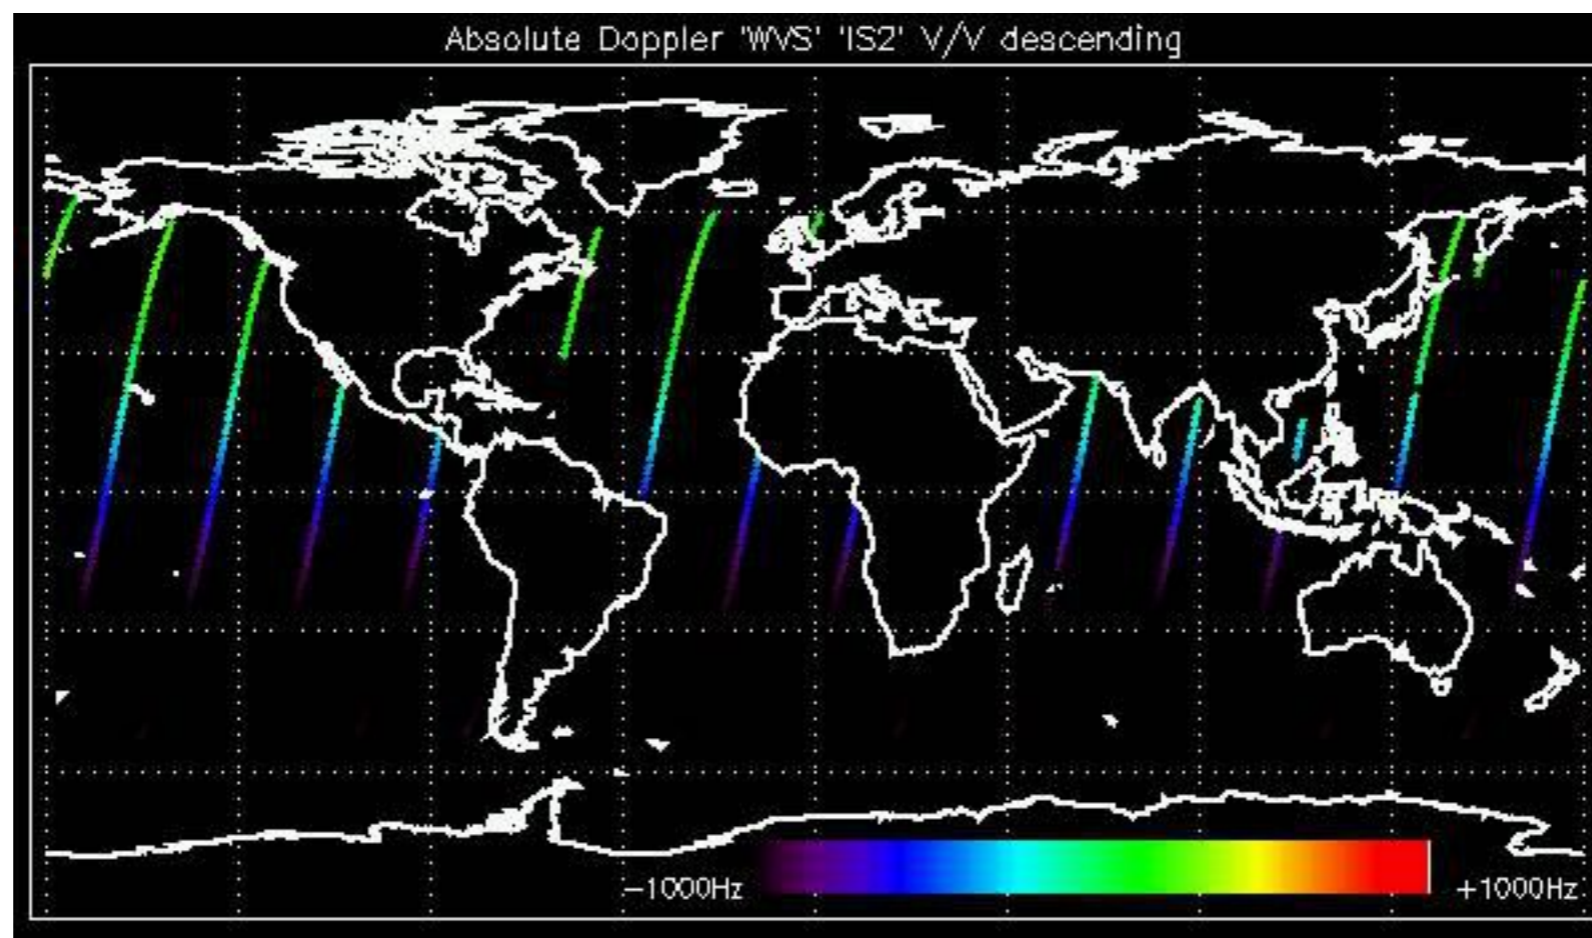 Absolute Doppler 'WVS' 'IS2' V/V descending
−1000Hz
+1000Hz